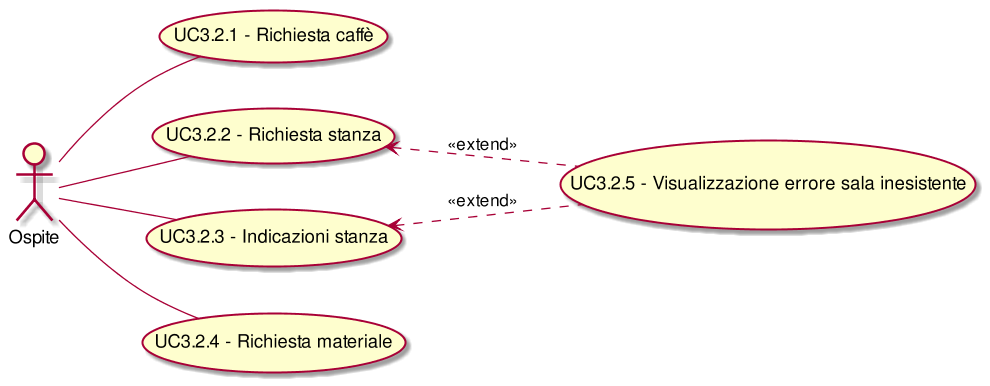 UC3.2.1 - Richiesta caffè
UC3.2.2 - Richiesta stanza
«extend»
UC3.2.5 - Visualizzazione errore sala inesistente
«extend»
Ospite
UC3.2.3 - Indicazioni stanza
UC3.2.4 - Richiesta materiale